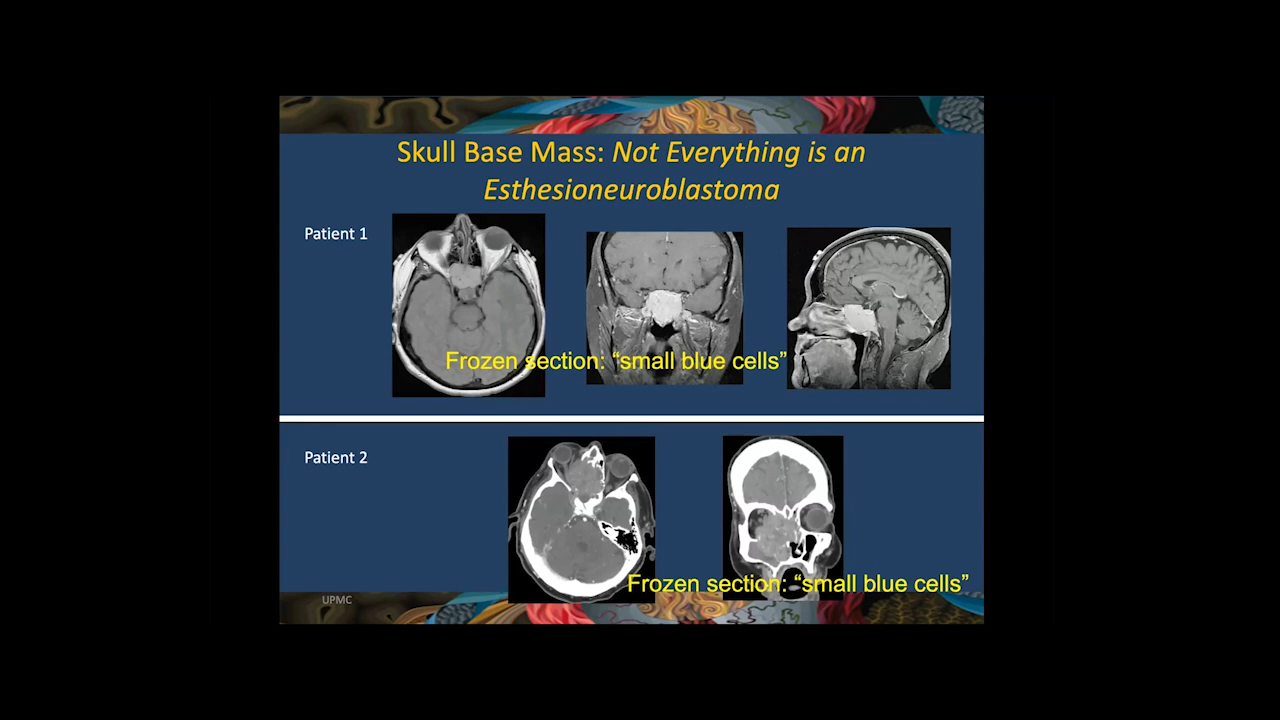 Skull Base Mass: Not Everything is an
Esthesioneuroblastoma
Patient 1
Frozen section: “small blue cells”
Patient 2
Frozen section: “small blue cells”
UPMC